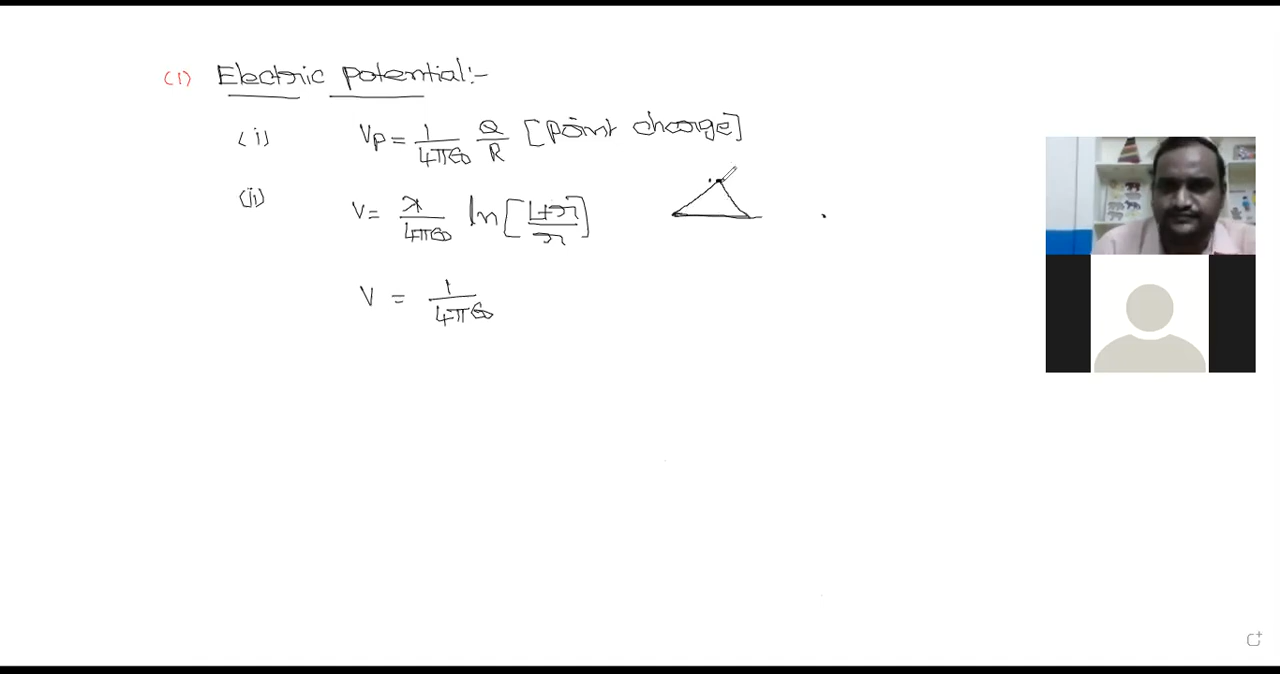 (1) Electric potential:-
(i) Vp = 1/4πε0 Q/R [point charge]
(ii) V = λ/4πε0 ln [L+r/r]
V = 1/4πε0